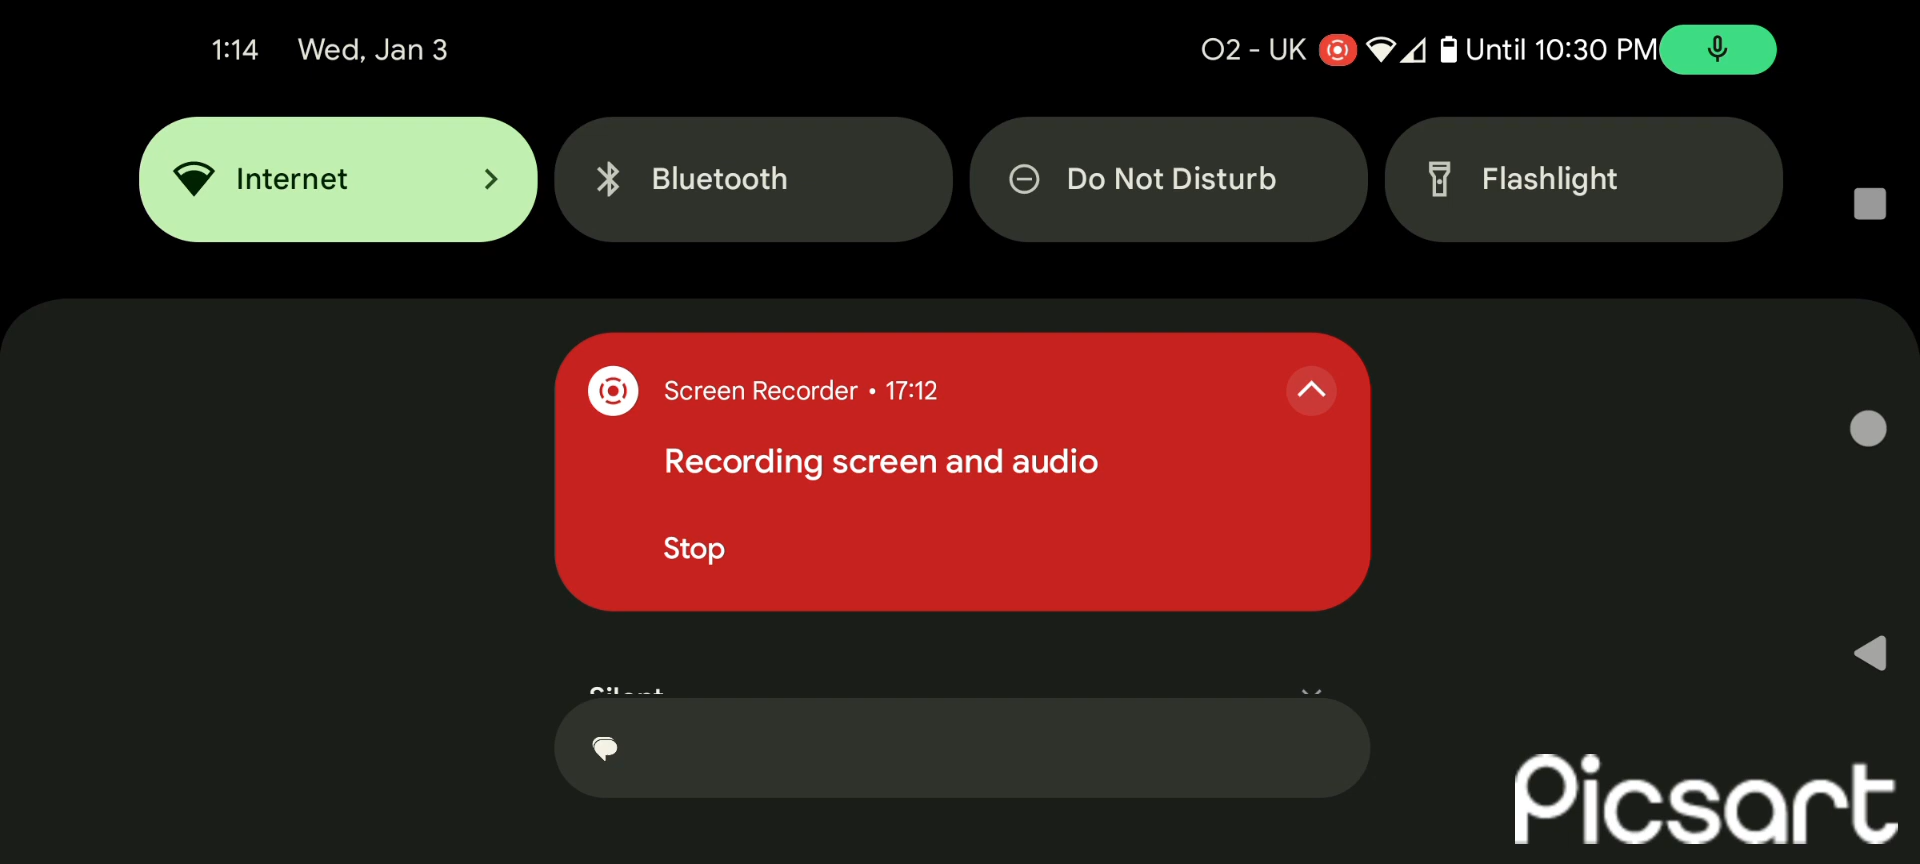 1:14 Wed, Jan 3
O2 - UK Until 10:30 PM
Internet
Bluetooth
Do Not Disturb
Flashlight
Screen Recorder • 17:12
Recording screen and audio
Stop
Silent
Picsart